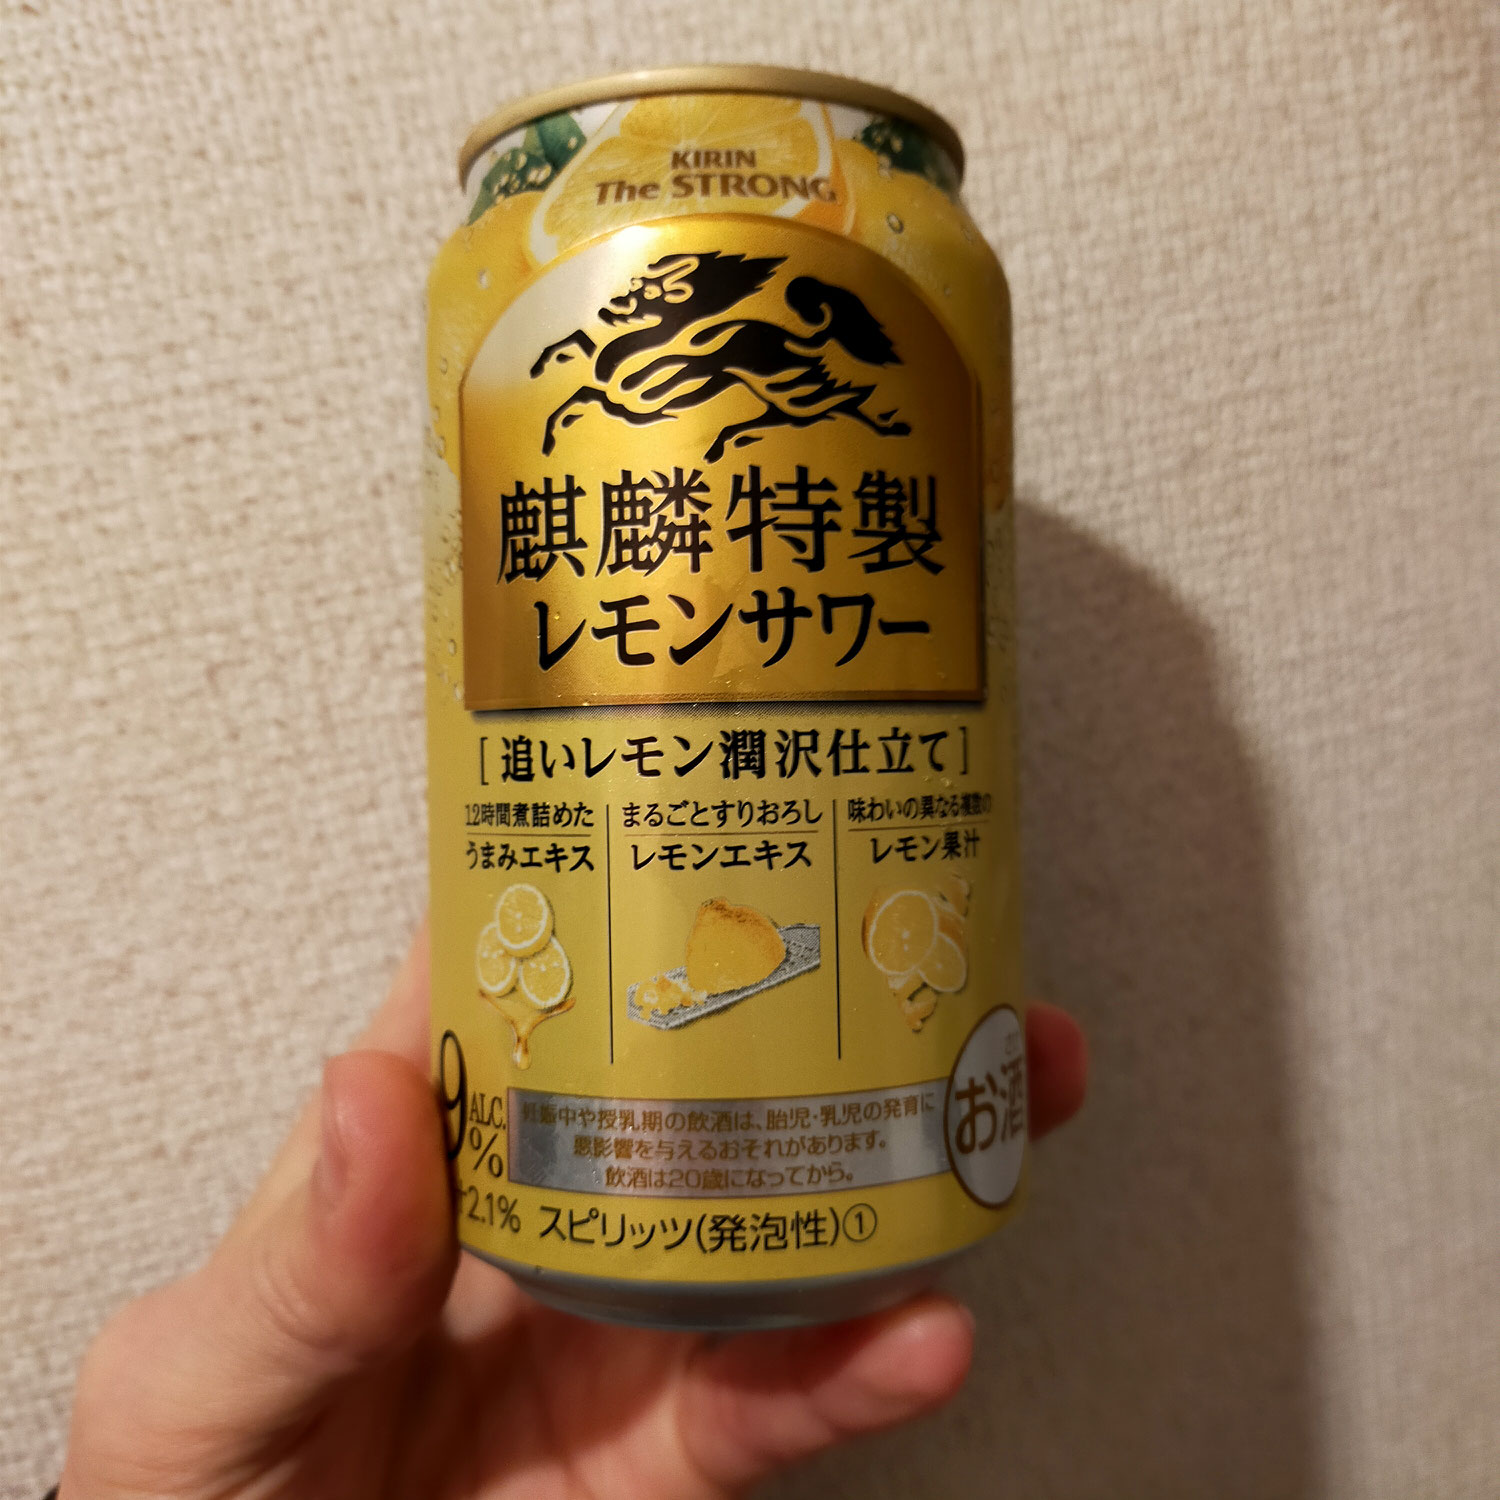 KIRIN
The STRONG
麒麟特製
レモンサワー
[追いレモン潤沢仕立て]
12時間煮詰めた
うまみエキス
まるごとすりおろし
レモンエキス
味わいの異なる複数の
レモン果汁
9 ALC.
%
妊娠中や授乳期の飲酒は、胎児・乳児の発育に
悪影響を与えるおそれがあります。
飲酒は20歳になってから。
お酒
2.1%
スピリッツ(発泡性)①